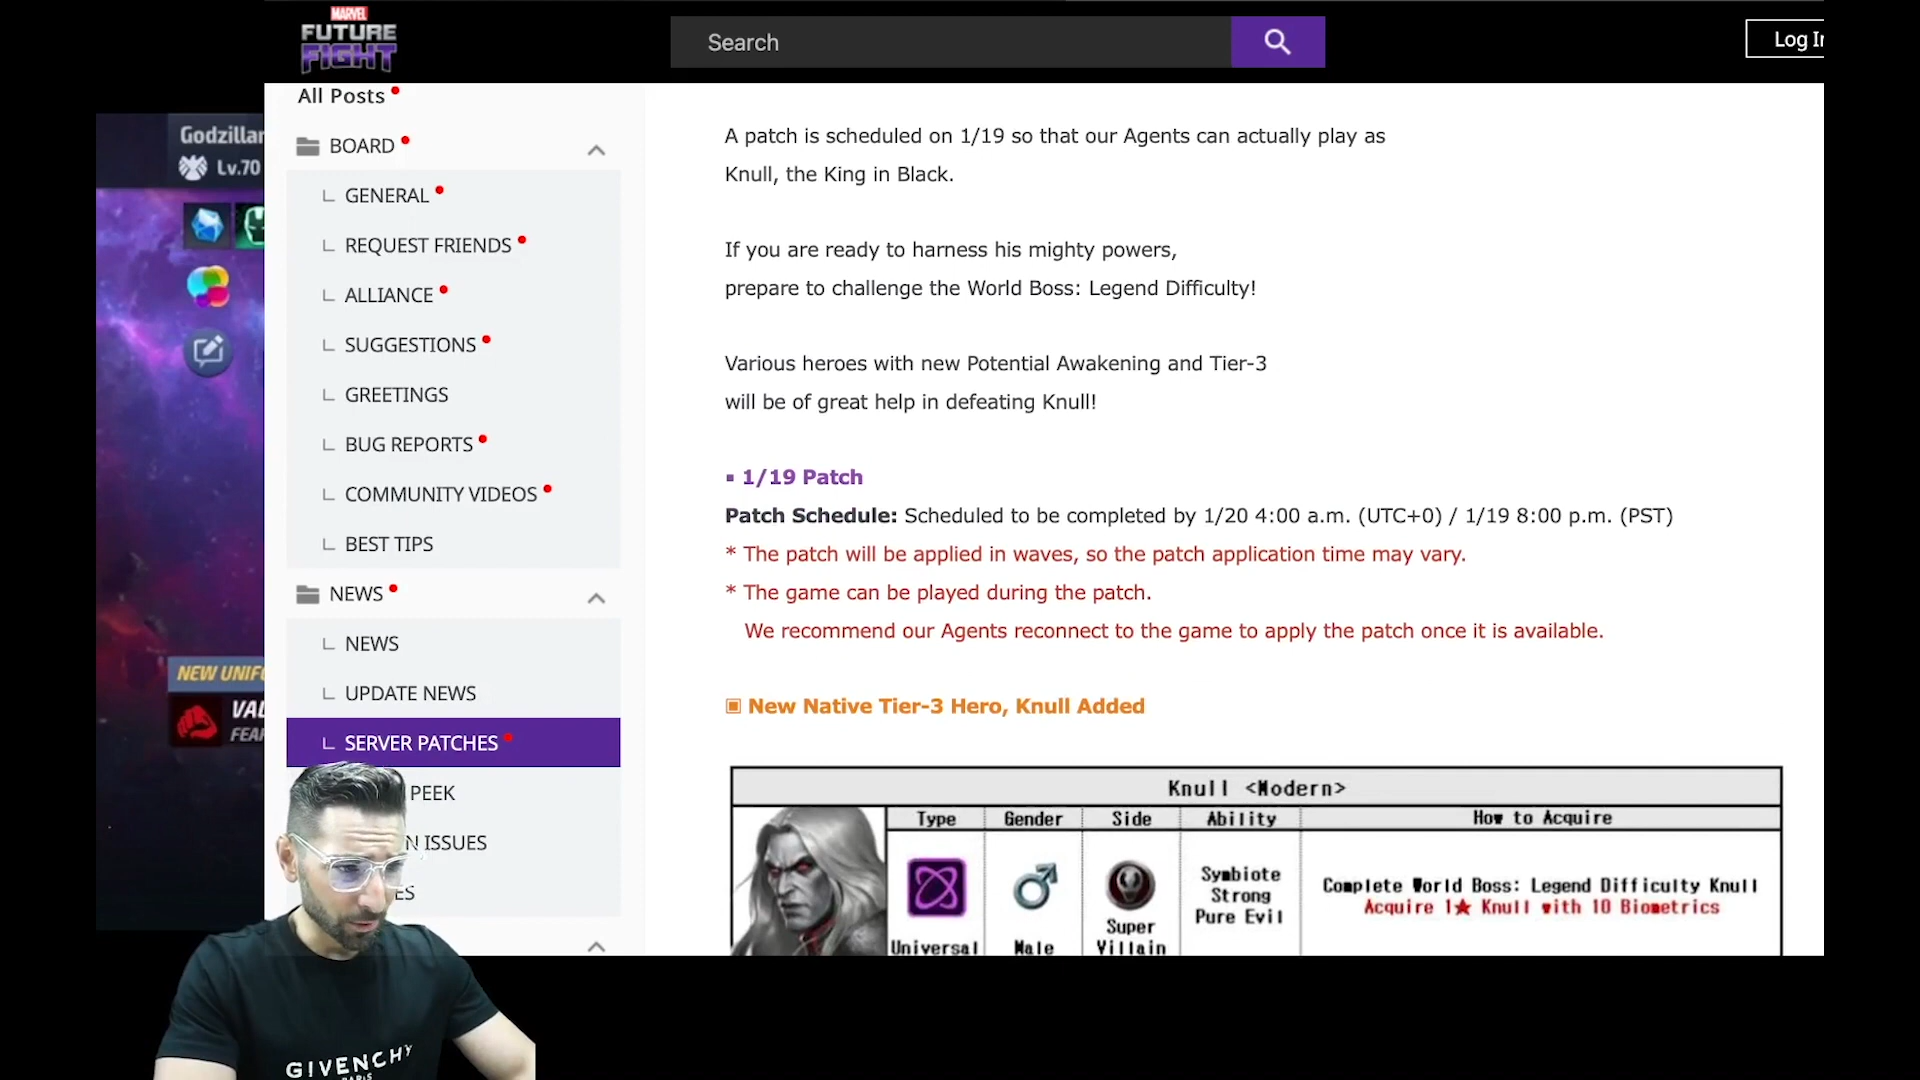 MARVEL
FUTURE
FIGHT
Search
Log In
All Posts
Godzillar
Lv.70
NEW UNIFO
VAL
FEAR
BOARD
GENERAL
REQUEST FRIENDS
ALLIANCE
SUGGESTIONS
GREETINGS
BUG REPORTS
COMMUNITY VIDEOS
BEST TIPS
NEWS
NEWS
UPDATE NEWS
SERVER PATCHES
PEEK
N ISSUES
ES
A patch is scheduled on 1/19 so that our Agents can actually play as
Knull, the King in Black.
If you are ready to harness his mighty powers,
prepare to challenge the World Boss: Legend Difficulty!
Various heroes with new Potential Awakening and Tier-3
will be of great help in defeating Knull!
▪ 1/19 Patch
Patch Schedule: Scheduled to be completed by 1/20 4:00 a.m. (UTC+0) / 1/19 8:00 p.m. (PST)
* The patch will be applied in waves, so the patch application time may vary.
* The game can be played during the patch.
We recommend our Agents reconnect to the game to apply the patch once it is available.
▣ New Native Tier-3 Hero, Knull Added
Knull <Modern>
Type Gender Side Ability How to Acquire
Universal
Male
Super
Villain
Symbiote
Strong
Pure Evil
Complete World Boss: Legend Difficulty Knull
Acquire 1★ Knull with 10 Biometrics
GIVENCHY
PARIS